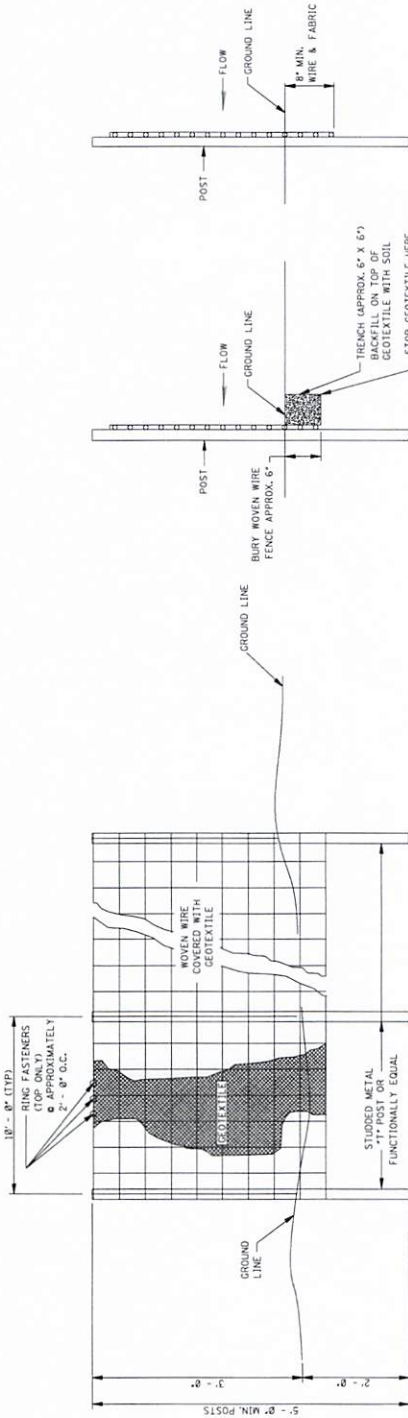 10' - 0" (TYP)
RING FASTENERS
(TOP ONLY)
@ APPROXIMATELY
2' - 0" O.C.
WOVEN WIRE
COVERED WITH
GEOTEXTILE
GEOTEXTILE
GROUND
LINE
GROUND LINE
STUDDED METAL
"T" POST OR
FUNCTIONALLY EQUAL
5' - 0" MIN. POSTS
3' - 0"
2' - 0"
POST
FLOW
GROUND LINE
BURY WOVEN WIRE
FENCE APPROX. 6"
TRENCH (APPROX. 6" X 6")
BACKFILL ON TOP OF
GEOTEXTILE WITH SOIL
STOP GEOTEXTILE HERE
POST
FLOW
GROUND LINE
8" MIN.
WIRE & FABRIC